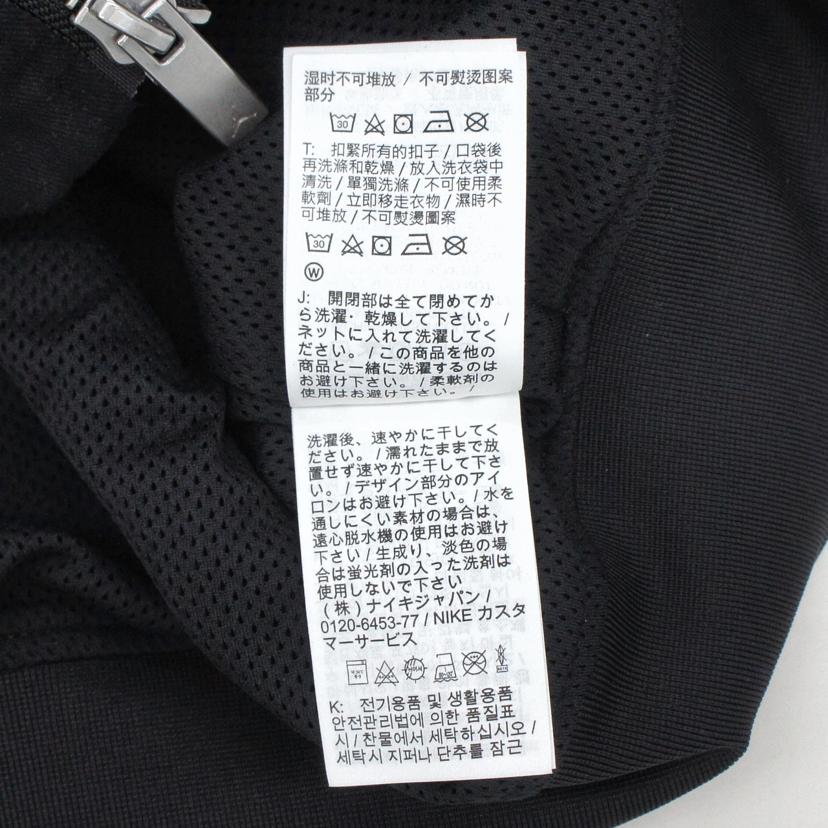 湿时不可堆放 / 不可熨烫图案
部分
30
T: 扣緊所有的扣子 / 口袋後
再洗滌和乾燥 / 放入洗衣袋中
清洗 / 單獨洗滌 / 不可使用柔
軟劑 / 立即移走衣物 / 濕時不
可堆放 / 不可熨燙圖案
30
W
J: 開閉部は全て閉めてか
ら洗濯・乾燥して下さい。 /
ネットに入れて洗濯してく
ださい。 / この商品を他の
商品と一緒に洗濯するのは
お避け下さい。 / 柔軟剤の
使用はお避け下さい。 /
洗濯後、速やかに干してく
ださい。 / 濡れたままで放
置せず速やかに干して下さ
い。 / デザイン部分のアイ
ロンはお避け下さい。 / 水を
通しにくい素材の場合は、
遠心脱水機の使用はお避け
下さい / 生成り、淡色の場
合は蛍光剤の入った洗剤は
使用しないで下さい
(株) ナイキジャパン /
0120-6453-77 / NIKE カスタ
マーサービス
K: 전기용품 및 생활용품
안전관리법에 의한 품질표
시 / 찬물에서 세탁하십시오 /
세탁시 지퍼나 단추를 잠근